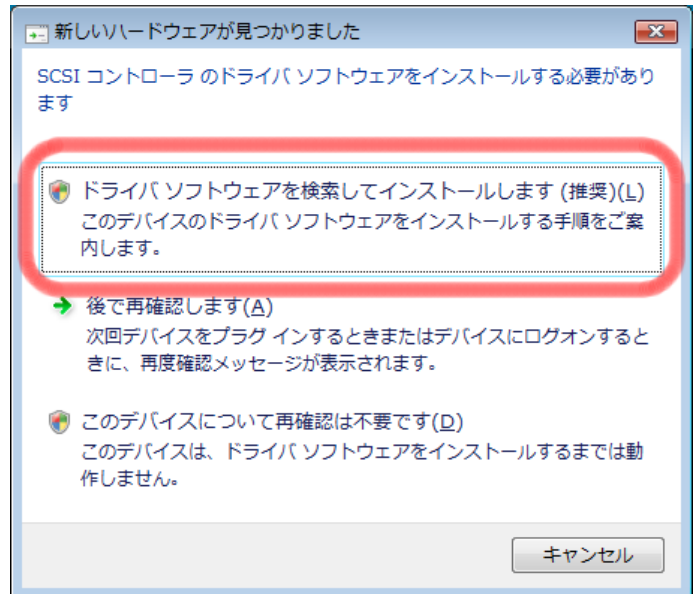 新しいハードウェアが見つかりました
SCSI コントローラ のドライバ ソフトウェアをインストールする必要があり
ます
ドライバ ソフトウェアを検索してインストールします (推奨)(L)
このデバイスのドライバ ソフトウェアをインストールする手順をご案
内します。
後で再確認します(A)
次回デバイスをプラグ インするときまたはデバイスにログオンすると
きに、再度確認メッセージが表示されます。
このデバイスについて再確認は不要です(D)
このデバイスは、ドライバ ソフトウェアをインストールするまでは動
作しません。
キャンセル